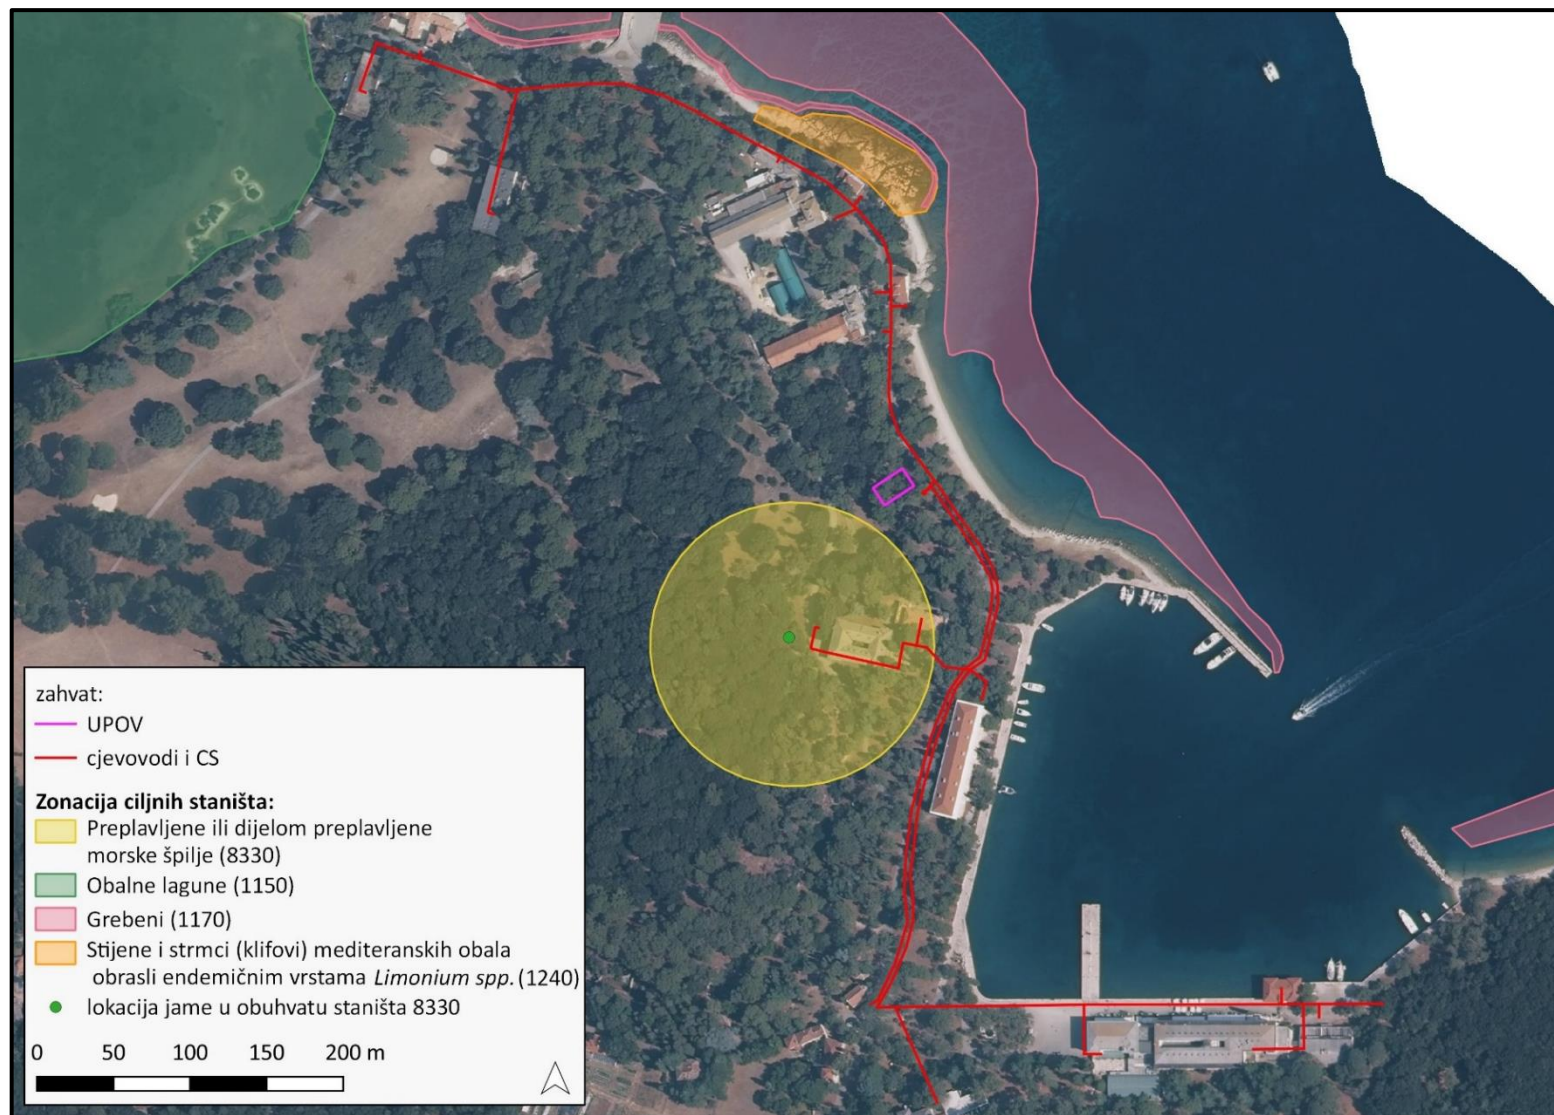 zahvat:
UPOV
cjevovodi i CS
Zonacija ciljnih staništa:
Preplavljene ili dijelom preplavljene
morske špilje (8330)
Obalne lagune (1150)
Grebeni (1170)
Stijene i strmci (klifovi) mediteranskih obala
obrasli endemičnim vrstama Limonium spp. (1240)
lokacija jame u obuhvatu staništa 8330
0 50 100 150 200 m